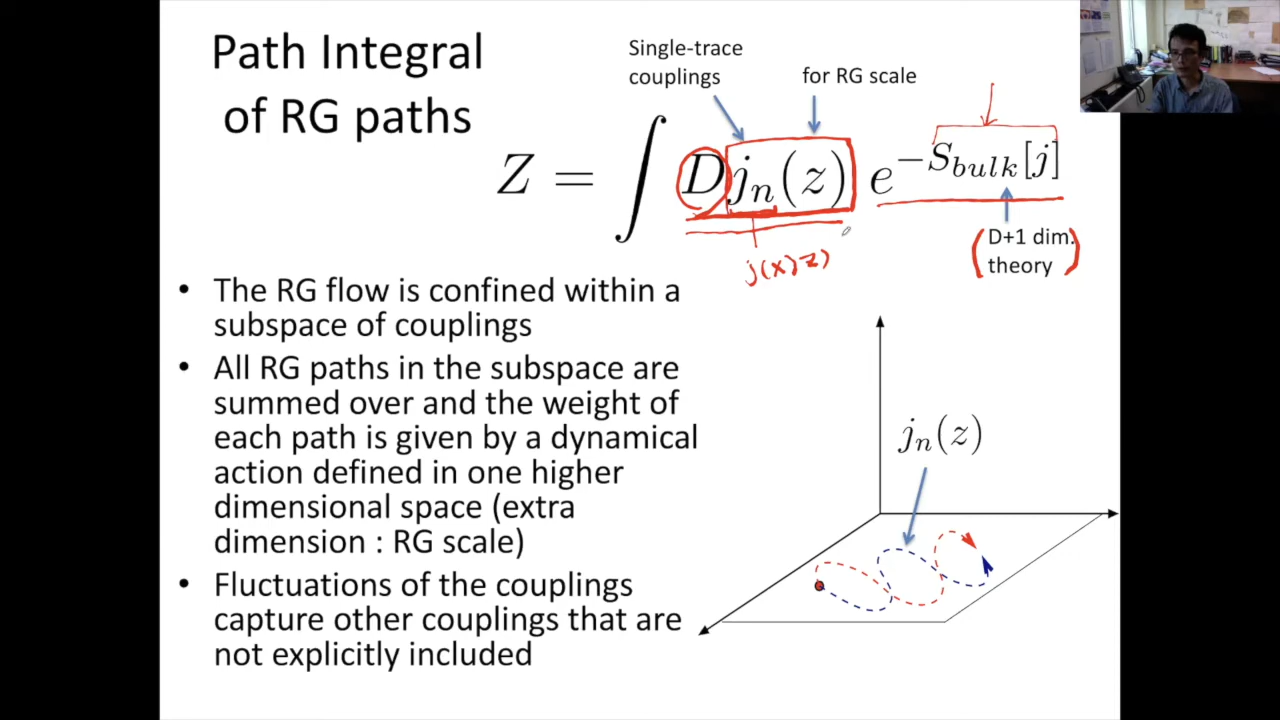 Path Integral
of RG paths
Single-trace
couplings
for RG scale
Z = ∫ D j_n(z) e^{-S_{bulk}[j]}
j(x,z)
D+1 dim.
theory
• The RG flow is confined within a
subspace of couplings
• All RG paths in the subspace are
summed over and the weight of
each path is given by a dynamical
action defined in one higher
dimensional space (extra
dimension : RG scale)
• Fluctuations of the couplings
capture other couplings that are
not explicitly included
j_n(z)